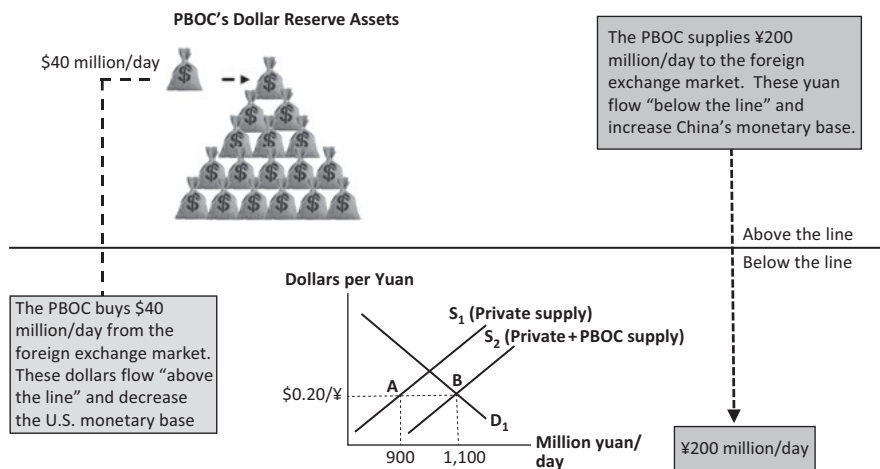 PBOC's Dollar Reserve Assets
$40 million/day
The PBOC supplies ¥200
million/day to the foreign
exchange market. These yuan
flow “below the line” and
increase China's monetary base.
Above the line
Below the line
The PBOC buys $40
million/day from the
foreign exchange market.
These dollars flow “above
the line” and decrease
the U.S. monetary base
Dollars per Yuan
S₁ (Private supply)
S₂ (Private + PBOC supply)
A
B
$0.20/¥
D₁
900
1,100
Million yuan/
day
¥200 million/day